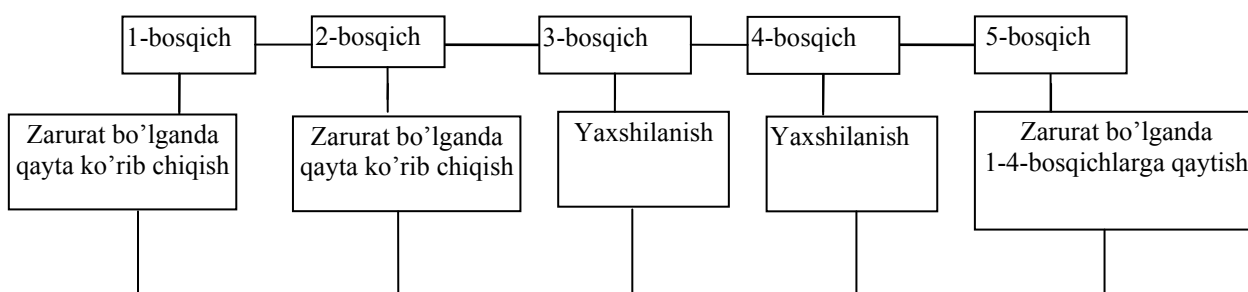 1-bosqich
2-bosqich
3-bosqich
4-bosqich
5-bosqich
Zarurat bo’lganda
qayta ko’rib chiqish
Zarurat bo’lganda
qayta ko’rib chiqish
Yaxshilanish
Yaxshilanish
Zarurat bo’lganda
1-4-bosqichlarga qaytish